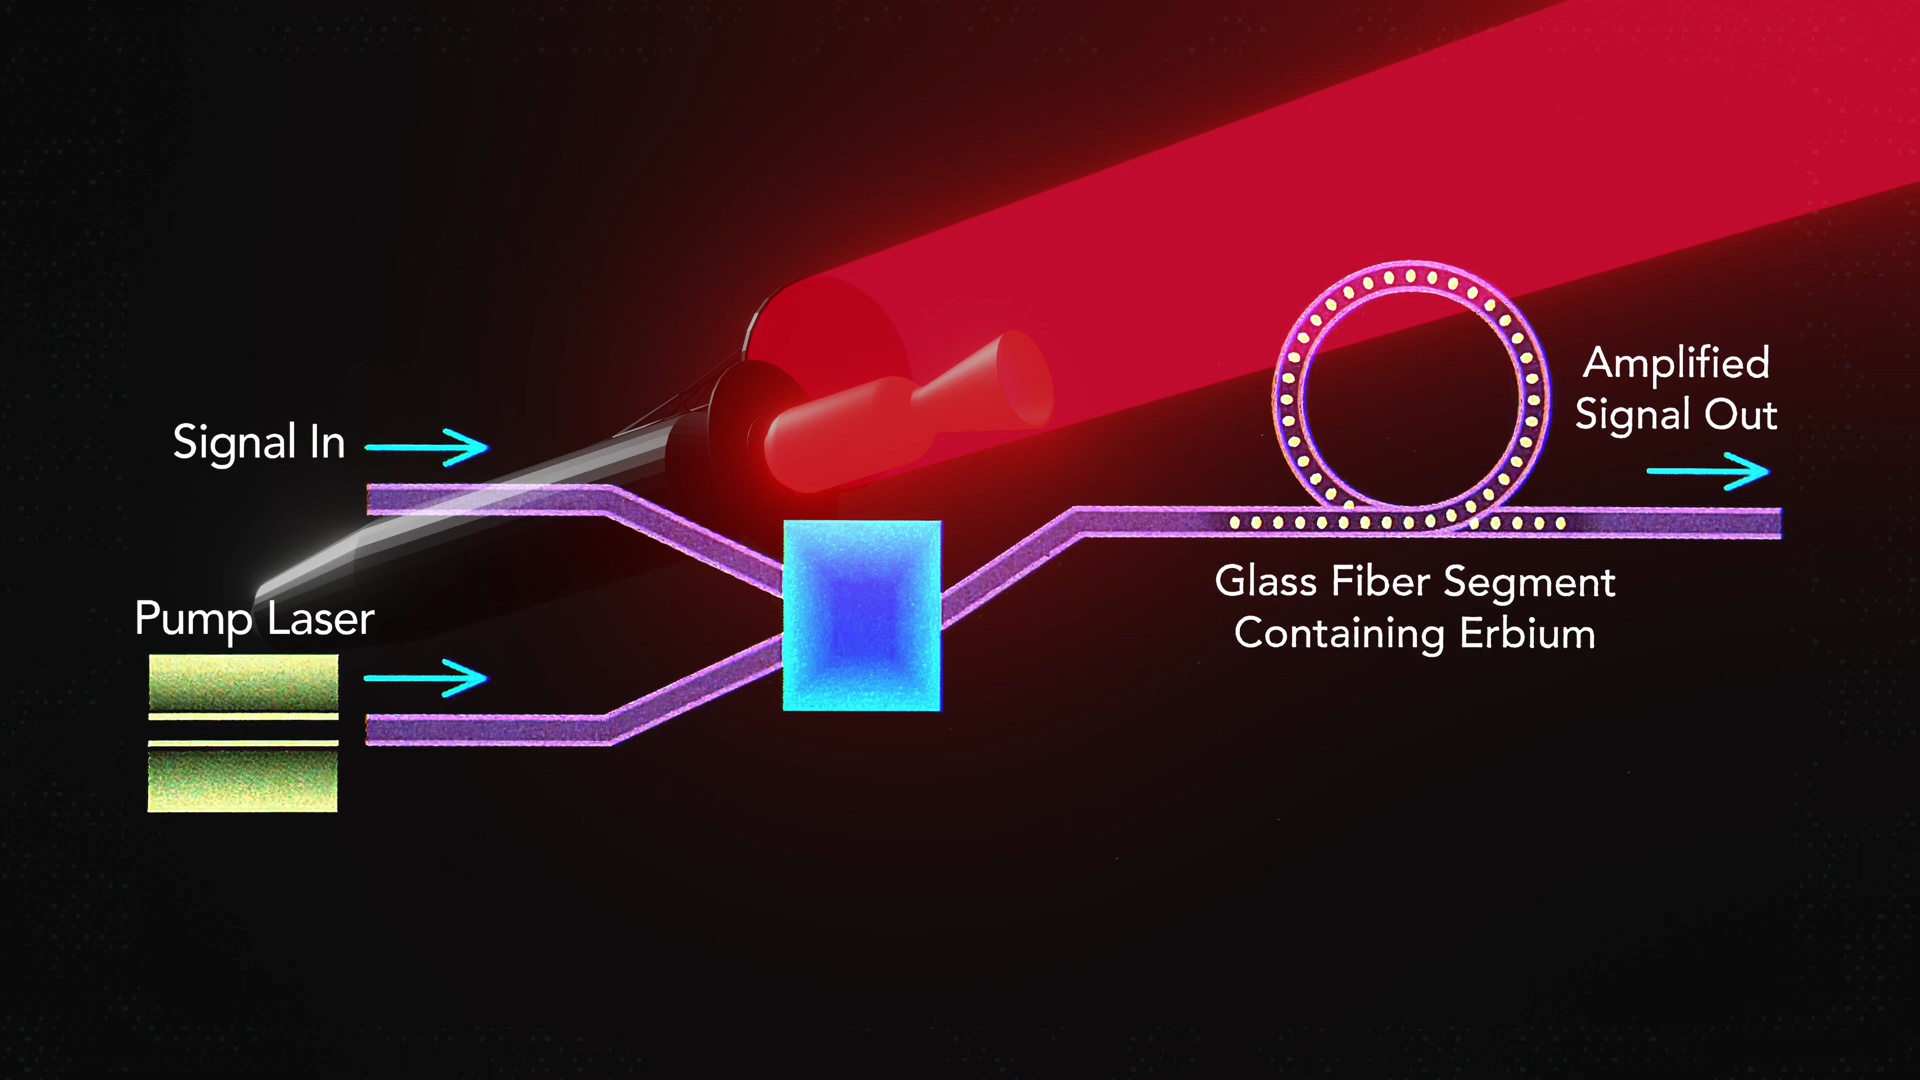 Signal In
Pump Laser
Amplified
Signal Out
Glass Fiber Segment
Containing Erbium